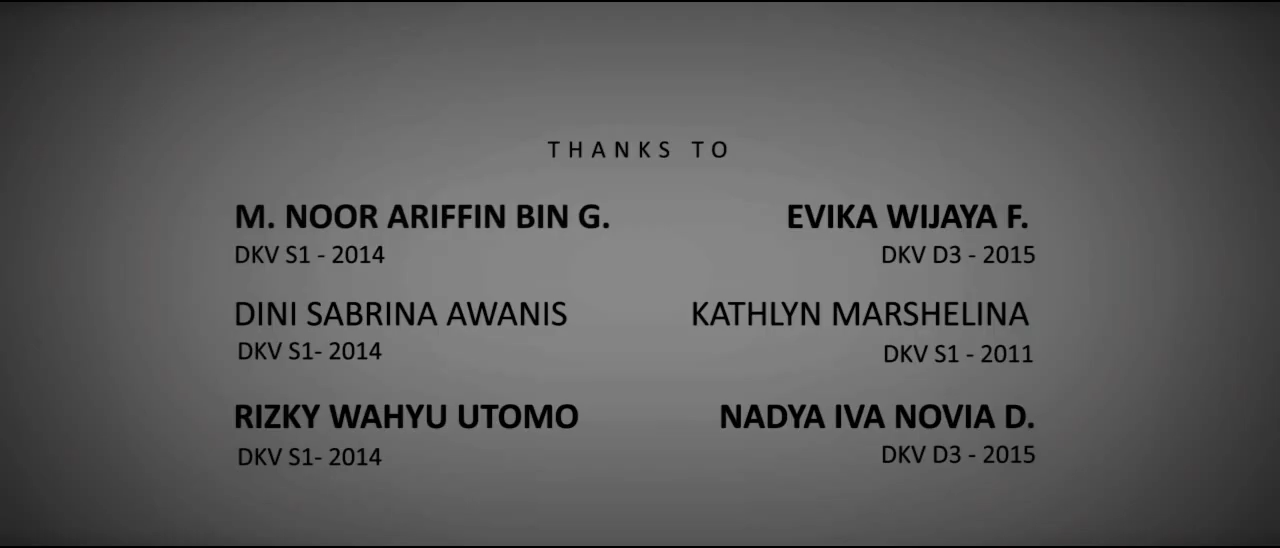 THANKS TO
M. NOOR ARIFFIN BIN G.
DKV S1 - 2014
EVIKA WIJAYA F.
DKV D3 - 2015
DINI SABRINA AWANIS
DKV S1- 2014
KATHLYN MARSHELINA
DKV S1 - 2011
RIZKY WAHYU UTOMO
DKV S1- 2014
NADYA IVA NOVIA D.
DKV D3 - 2015